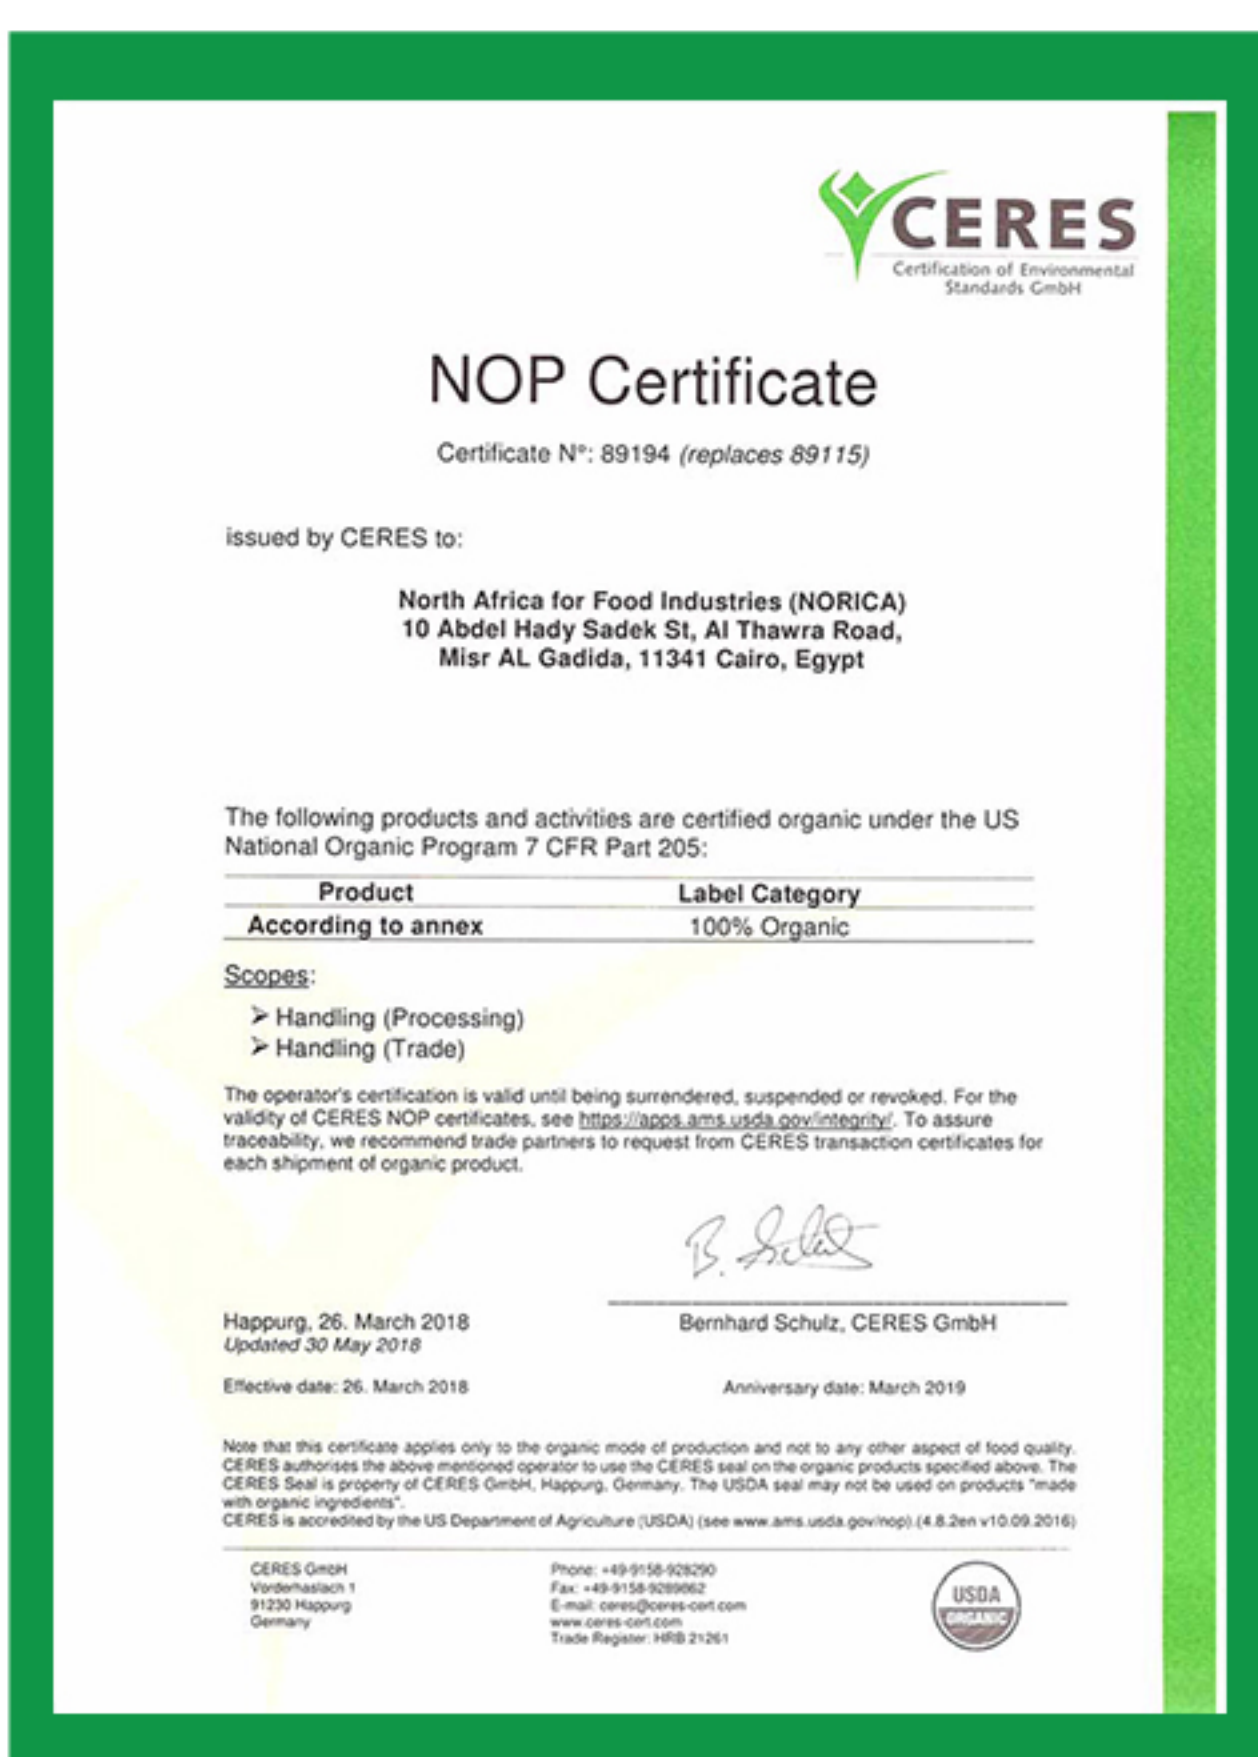 CERES
Certification of Environmental
Standards GmbH
NOP Certificate
Certificate N°: 89194 (replaces 89115)
issued by CERES to:
North Africa for Food Industries (NORICA)
10 Abdel Hady Sadek St, Al Thawra Road,
Misr AL Gadida, 11341 Cairo, Egypt
The following products and activities are certified organic under the US
National Organic Program 7 CFR Part 205:
Product Label Category
According to annex 100% Organic
Scopes:
➢ Handling (Processing)
➢ Handling (Trade)
The operator's certification is valid until being surrendered, suspended or revoked. For the
validity of CERES NOP certificates, see https://apps.ams.usda.gov/integrity/. To assure
traceability, we recommend trade partners to request from CERES transaction certificates for
each shipment of organic product.
Happurg, 26. March 2018 Bernhard Schulz, CERES GmbH
Updated 30 May 2018
Effective date: 26. March 2018 Anniversary date: March 2019
Note that this certificate applies only to the organic mode of production and not to any other aspect of food quality.
CERES authorises the above mentioned operator to use the CERES seal on the organic products specified above. The
CERES Seal is property of CERES GmbH, Happurg, Germany. The USDA seal may not be used on products "made
with organic ingredients".
CERES is accredited by the US Department of Agriculture (USDA) (see www.ams.usda.gov/nop).(4.8.2en v10.09.2016)
CERES GmbH Phone: +49-9158-928290
Vorderhaslach 1 Fax: +49-9158-9289862
91230 Happurg E-mail: ceres@ceres-cert.com
Germany www.ceres-cert.com
Trade Register: HRB 21261
USDA
ORGANIC